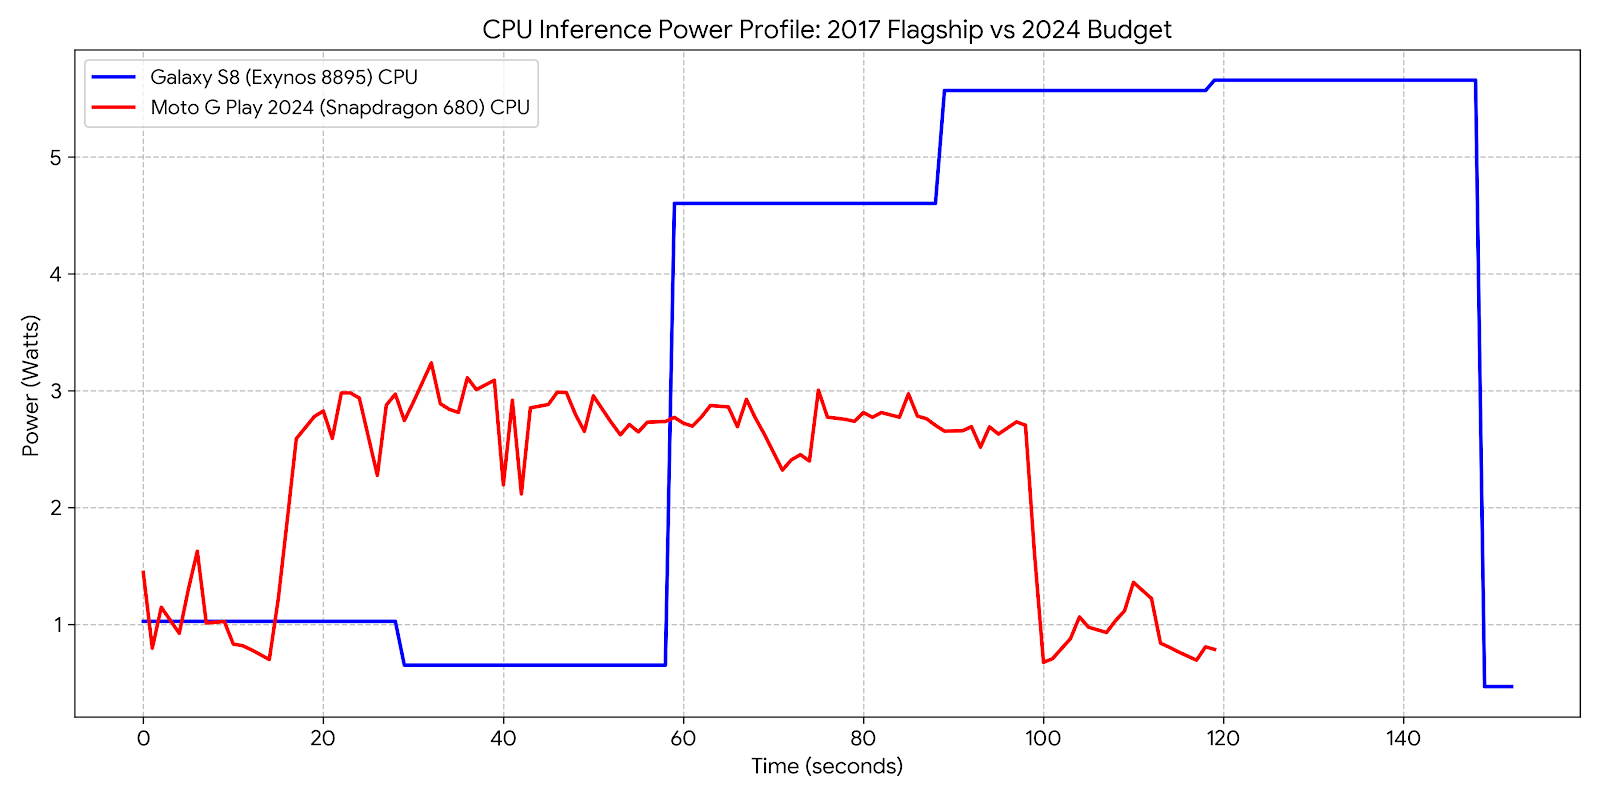 CPU Inference Power Profile: 2017 Flagship vs 2024 Budget
Galaxy S8 (Exynos 8895) CPU
Moto G Play 2024 (Snapdragon 680) CPU
Power (Watts)
5
4
3
2
1
0 20 40 60 80 100 120 140
Time (seconds)